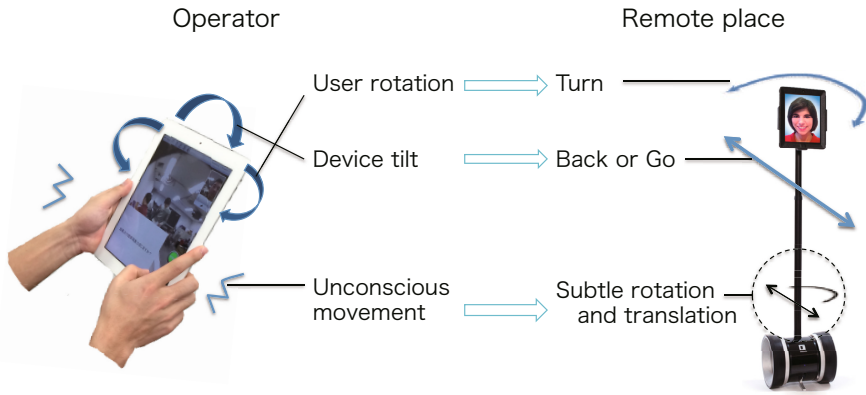 Operator
Remote place
User rotation
Turn
Device tilt
Back or Go
Unconscious
movement
Subtle rotation
and translation